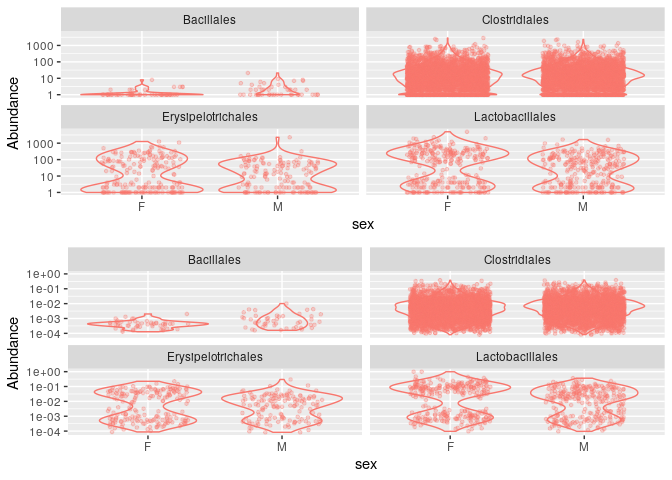 Bacillales Clostridiales
1000
100
10
1
Erysipelotrichales Lactobacillales
1000
100
10
1
F M F M
Abundance
sex
Bacillales Clostridiales
1e+00
1e-01
1e-02
1e-03
1e-04
Erysipelotrichales Lactobacillales
1e+00
1e-01
1e-02
1e-03
1e-04
F M F M
Abundance
sex